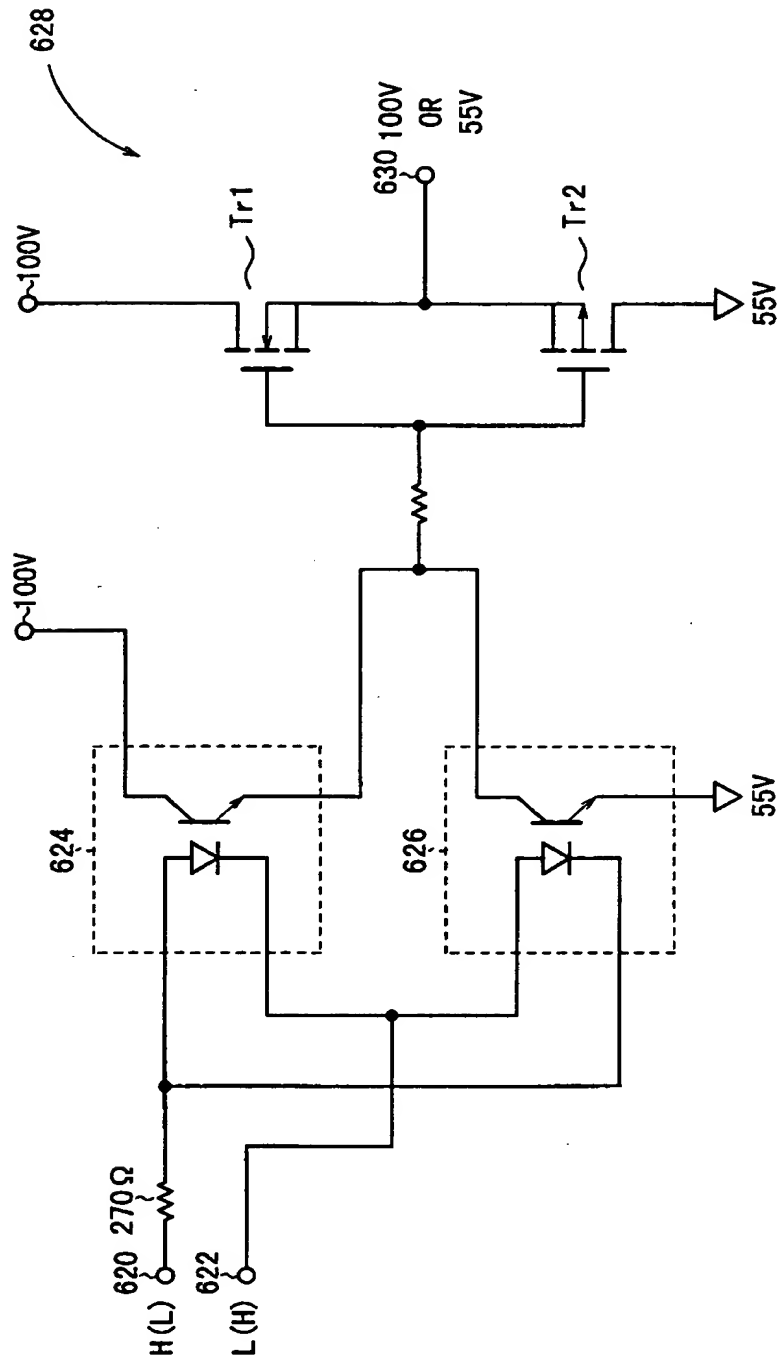 628
100V
100V
Tr1
630 100V
OR
55V
Tr2
624
626
620
270Ω
H(L)
622
L(H)
55V
55V